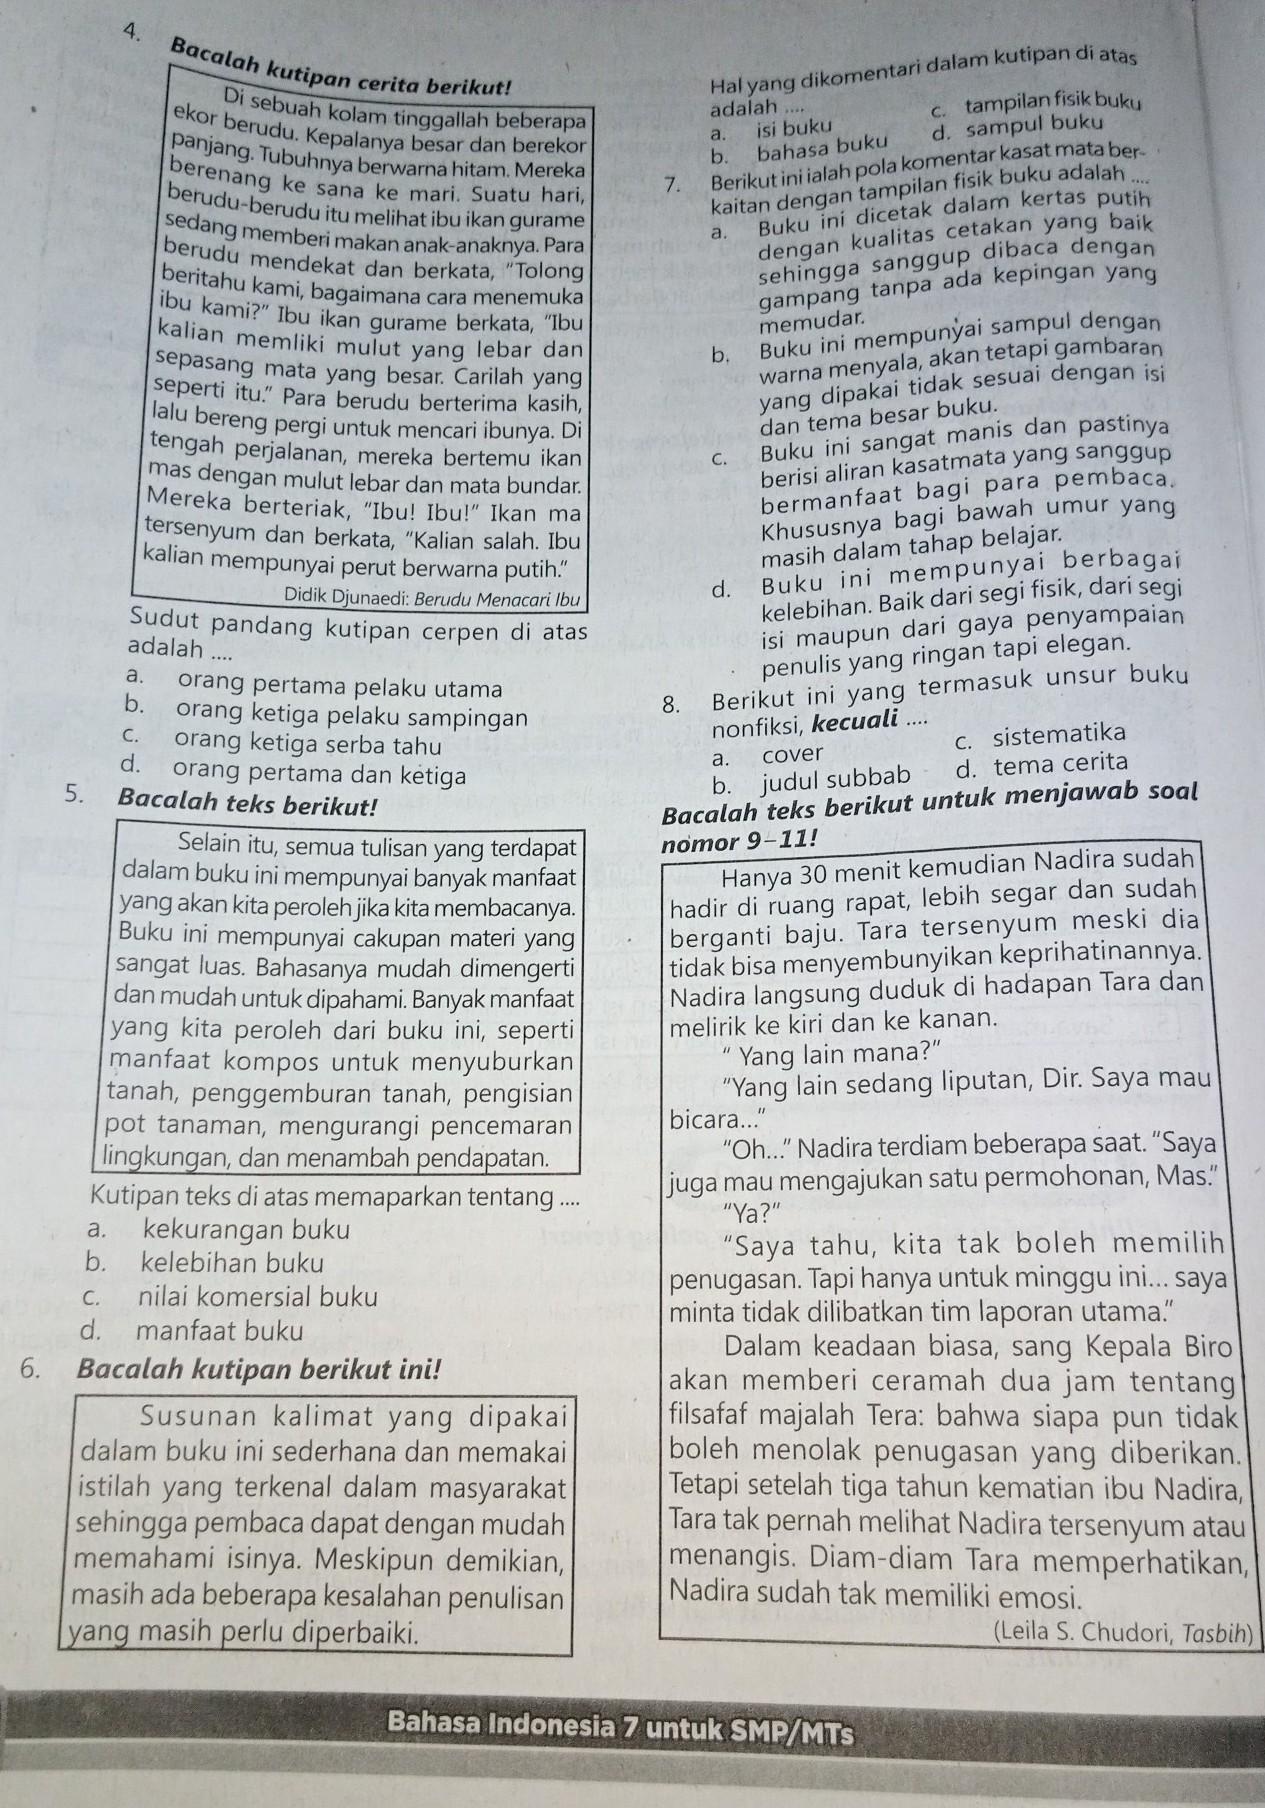 4. Bacalah kutipan cerita berikut!
Di sebuah kolam tinggallah beberapa
ekor berudu. Kepalanya besar dan berekor
panjang. Tubuhnya berwarna hitam. Mereka
berenang ke sana ke mari. Suatu hari,
berudu-berudu itu melihat ibu ikan gurame
sedang memberi makan anak-anaknya. Para
berudu mendekat dan berkata, "Tolong
beritahu kami, bagaimana cara menemuka
ibu kami?" Ibu ikan gurame berkata, "Ibu
kalian memliki mulut yang lebar dan
sepasang mata yang besar. Carilah yang
seperti itu." Para berudu berterima kasih,
lalu bereng pergi untuk mencari ibunya. Di
tengah perjalanan, mereka bertemu ikan
mas dengan mulut lebar dan mata bundar.
Mereka berteriak, "Ibu! Ibu!" Ikan ma
tersenyum dan berkata, "Kalian salah. Ibu
kalian mempunyai perut berwarna putih."
Didik Djunaedi: Berudu Menacari Ibu
Sudut pandang kutipan cerpen di atas
adalah ....
a. orang pertama pelaku utama
b. orang ketiga pelaku sampingan
c. orang ketiga serba tahu
d. orang pertama dan ketiga
5. Bacalah teks berikut!
Selain itu, semua tulisan yang terdapat
dalam buku ini mempunyai banyak manfaat
yang akan kita peroleh jika kita membacanya.
Buku ini mempunyai cakupan materi yang
sangat luas. Bahasanya mudah dimengerti
dan mudah untuk dipahami. Banyak manfaat
yang kita peroleh dari buku ini, seperti
manfaat kompos untuk menyuburkan
tanah, penggemburan tanah, pengisian
pot tanaman, mengurangi pencemaran
lingkungan, dan menambah pendapatan.
Kutipan teks di atas memaparkan tentang ....
a. kekurangan buku
b. kelebihan buku
c. nilai komersial buku
d. manfaat buku
6. Bacalah kutipan berikut ini!
Susunan kalimat yang dipakai
dalam buku ini sederhana dan memakai
istilah yang terkenal dalam masyarakat
sehingga pembaca dapat dengan mudah
memahami isinya. Meskipun demikian,
masih ada beberapa kesalahan penulisan
yang masih perlu diperbaiki.
Hal yang dikomentari dalam kutipan di atas
adalah ....
a. isi buku c. tampilan fisik buku
b. bahasa buku d. sampul buku
7. Berikut ini ialah pola komentar kasat mata ber-
kaitan dengan tampilan fisik buku adalah ....
a. Buku ini dicetak dalam kertas putih
dengan kualitas cetakan yang baik
sehingga sanggup dibaca dengan
gampang tanpa ada kepingan yang
memudar.
b. Buku ini mempunyai sampul dengan
warna menyala, akan tetapi gambaran
yang dipakai tidak sesuai dengan isi
dan tema besar buku.
c. Buku ini sangat manis dan pastinya
berisi aliran kasatmata yang sanggup
bermanfaat bagi para pembaca.
Khususnya bagi bawah umur yang
masih dalam tahap belajar.
d. Buku ini mempunyai berbagai
kelebihan. Baik dari segi fisik, dari segi
isi maupun dari gaya penyampaian
penulis yang ringan tapi elegan.
8. Berikut ini yang termasuk unsur buku
nonfiksi, kecuali ....
a. cover c. sistematika
b. judul subbab d. tema cerita
Bacalah teks berikut untuk menjawab soal
nomor 9–11!
Hanya 30 menit kemudian Nadira sudah
hadir di ruang rapat, lebih segar dan sudah
berganti baju. Tara tersenyum meski dia
tidak bisa menyembunyikan keprihatinannya.
Nadira langsung duduk di hadapan Tara dan
melirik ke kiri dan ke kanan.
" Yang lain mana?"
"Yang lain sedang liputan, Dir. Saya mau
bicara..."
"Oh..." Nadira terdiam beberapa saat. "Saya
juga mau mengajukan satu permohonan, Mas."
"Ya?"
"Saya tahu, kita tak boleh memilih
penugasan. Tapi hanya untuk minggu ini... saya
minta tidak dilibatkan tim laporan utama."
Dalam keadaan biasa, sang Kepala Biro
akan memberi ceramah dua jam tentang
filsafaf majalah Tera: bahwa siapa pun tidak
boleh menolak penugasan yang diberikan.
Tetapi setelah tiga tahun kematian ibu Nadira,
Tara tak pernah melihat Nadira tersenyum atau
menangis. Diam-diam Tara memperhatikan,
Nadira sudah tak memiliki emosi.
(Leila S. Chudori, Tasbih)
Bahasa Indonesia 7 untuk SMP/MTs